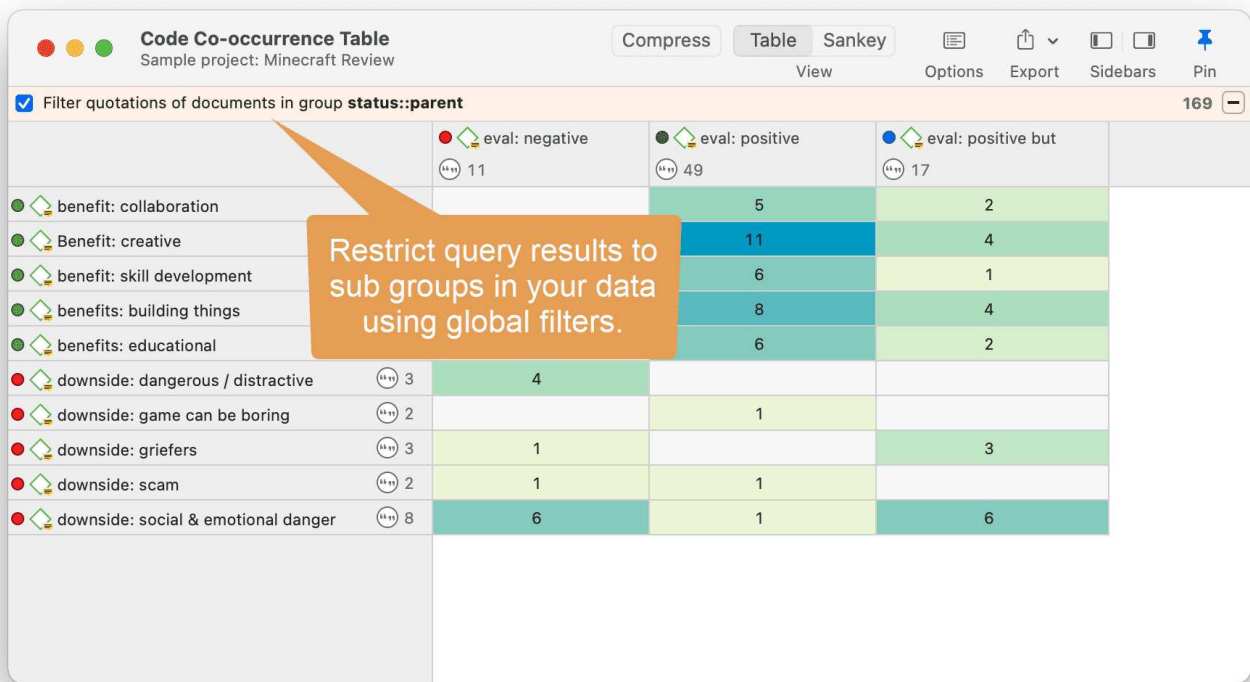 Code Co-occurrence Table
Sample project: Minecraft Review
Compress
Table Sankey
View
Options
Export
Sidebars
Pin
Filter quotations of documents in group status::parent
169
eval: negative
11
eval: positive
49
eval: positive but
17
benefit: collaboration
5 2
Benefit: creative
11 4
benefit: skill development
6 1
benefits: building things
8 4
benefits: educational
6 2
Restrict query results to
sub groups in your data
using global filters.
downside: dangerous / distractive 3 4
downside: game can be boring 2 1
downside: griefers 3 1 3
downside: scam 2 1 1
downside: social & emotional danger 8 6 1 6